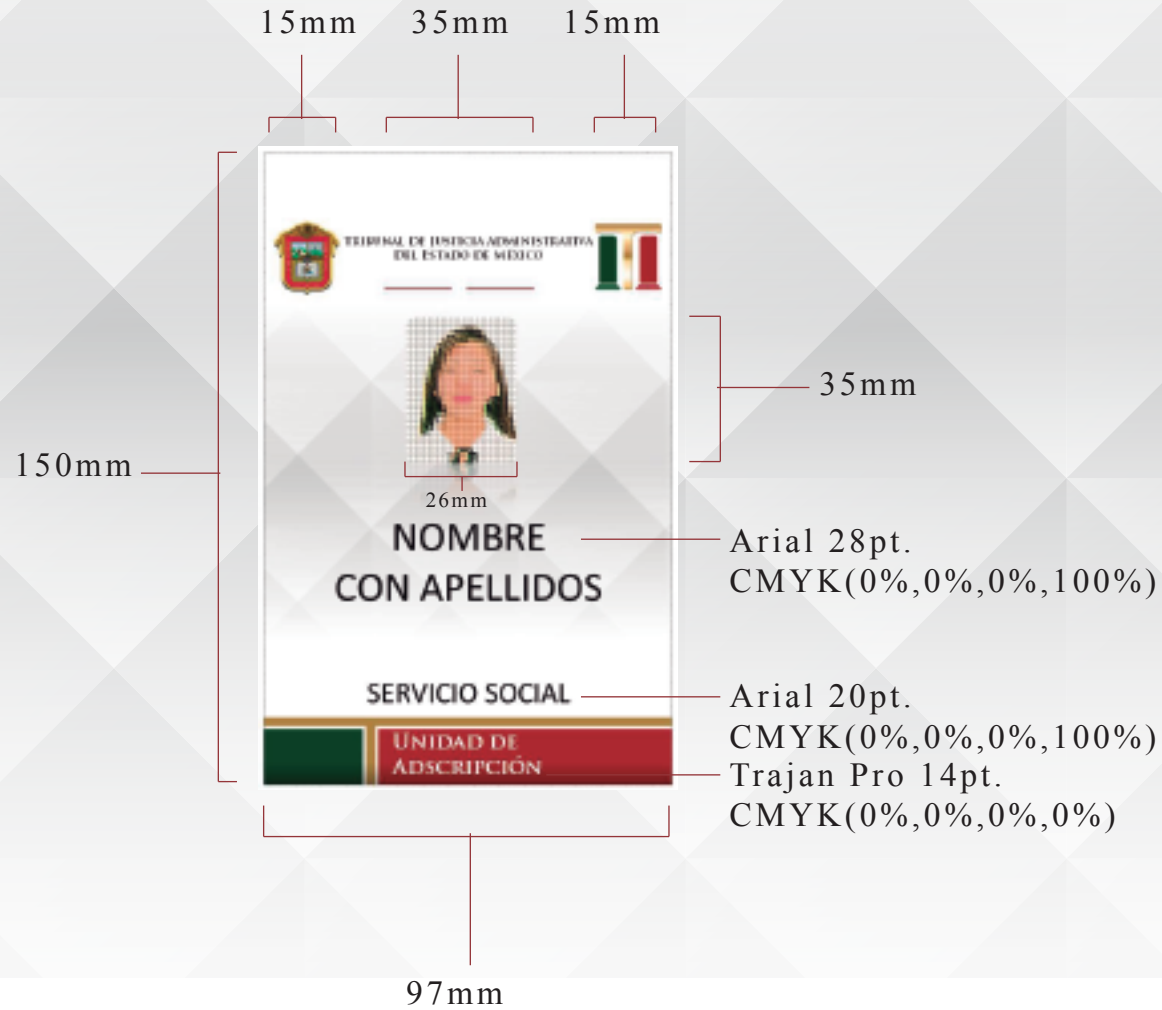 15mm 35mm 15mm
TRIBUNAL DE JUSTICIA ADMINISTRATIVA
DEL ESTADO DE MÉXICO
35mm
150mm
26mm
NOMBRE
CON APELLIDOS
Arial 28pt.
CMYK(0%,0%,0%,100%)
SERVICIO SOCIAL
Arial 20pt.
CMYK(0%,0%,0%,100%)
UNIDAD DE
ADSCRIPCIÓN
Trajan Pro 14pt.
CMYK(0%,0%,0%,0%)
97mm